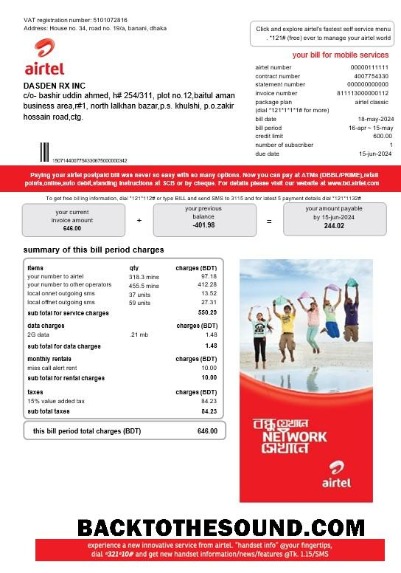 VAT registration number: 5101072816
Address: House no. 34, road no. 19/a, banani, dhaka
Click and explore airtel's fastest self service menu
*121# (free) ever to manage your airtel world
airtel
your bill for mobile services
DASDEN RX INC
c/o- bashir uddin ahmed, h# 254/311, plot no.12,baitul aman
business area,r#1, north lalkhan bazar,p.s. khulshi, p.o.zakir
hossain road,ctg.
airtel number 00000111111
contract number 4007754330
statement number 000000000000
invoice number 811113000000112
package plan airtel classic
(dial *121*1*1*1# for more)
bill date 18-may-2024
bill period 16-apr ~ 15-may
credit limit 600.00
number of subscriber 1
due date 15-jun-2024
Paying your airtel postpaid bill was never so easy with so many options. Now you can pay at ATMs (DBBL/PRIME),retail
points,online,auto debit,standing instructions at SCB or by cheque. For details please visit our website at www.bd.airtel.com
To get free billing information, dial *121*112# or type BILL and send SMS to 3115 and for latest 5 payment details dial *121*1132#
your current
invoice amount
646.00
+
your previous
balance
-401.98
=
your amount payable
by 15-jun-2024
244.02
summary of this bill period charges
items qty charges (BDT)
your number to airtel 318.3 mins 97.18
your number to other operators 455.5 mins 412.28
local onnet outgoing sms 37 units 13.52
local offnet outgoing sms 59 units 27.31
sub total for service charges 550.29
data charges charges (BDT)
2G data .21 mb 1.48
sub total for data charges 1.48
monthly rentals charges (BDT)
miss call alert rent 10.00
sub total for rental charges 10.00
taxes charges (BDT)
15% value added tax 84.23
sub total taxes 84.23
this bill period total charges (BDT) 646.00
বন্ধু যেখানে
NETWORK
সেখানে
airtel
BACKTOTHESOUND.COM
experience a new innovative service from airtel. "handset info" @your fingertips,
dial *321*30# and get new handset information/news/features @Tk. 1.15/SMS